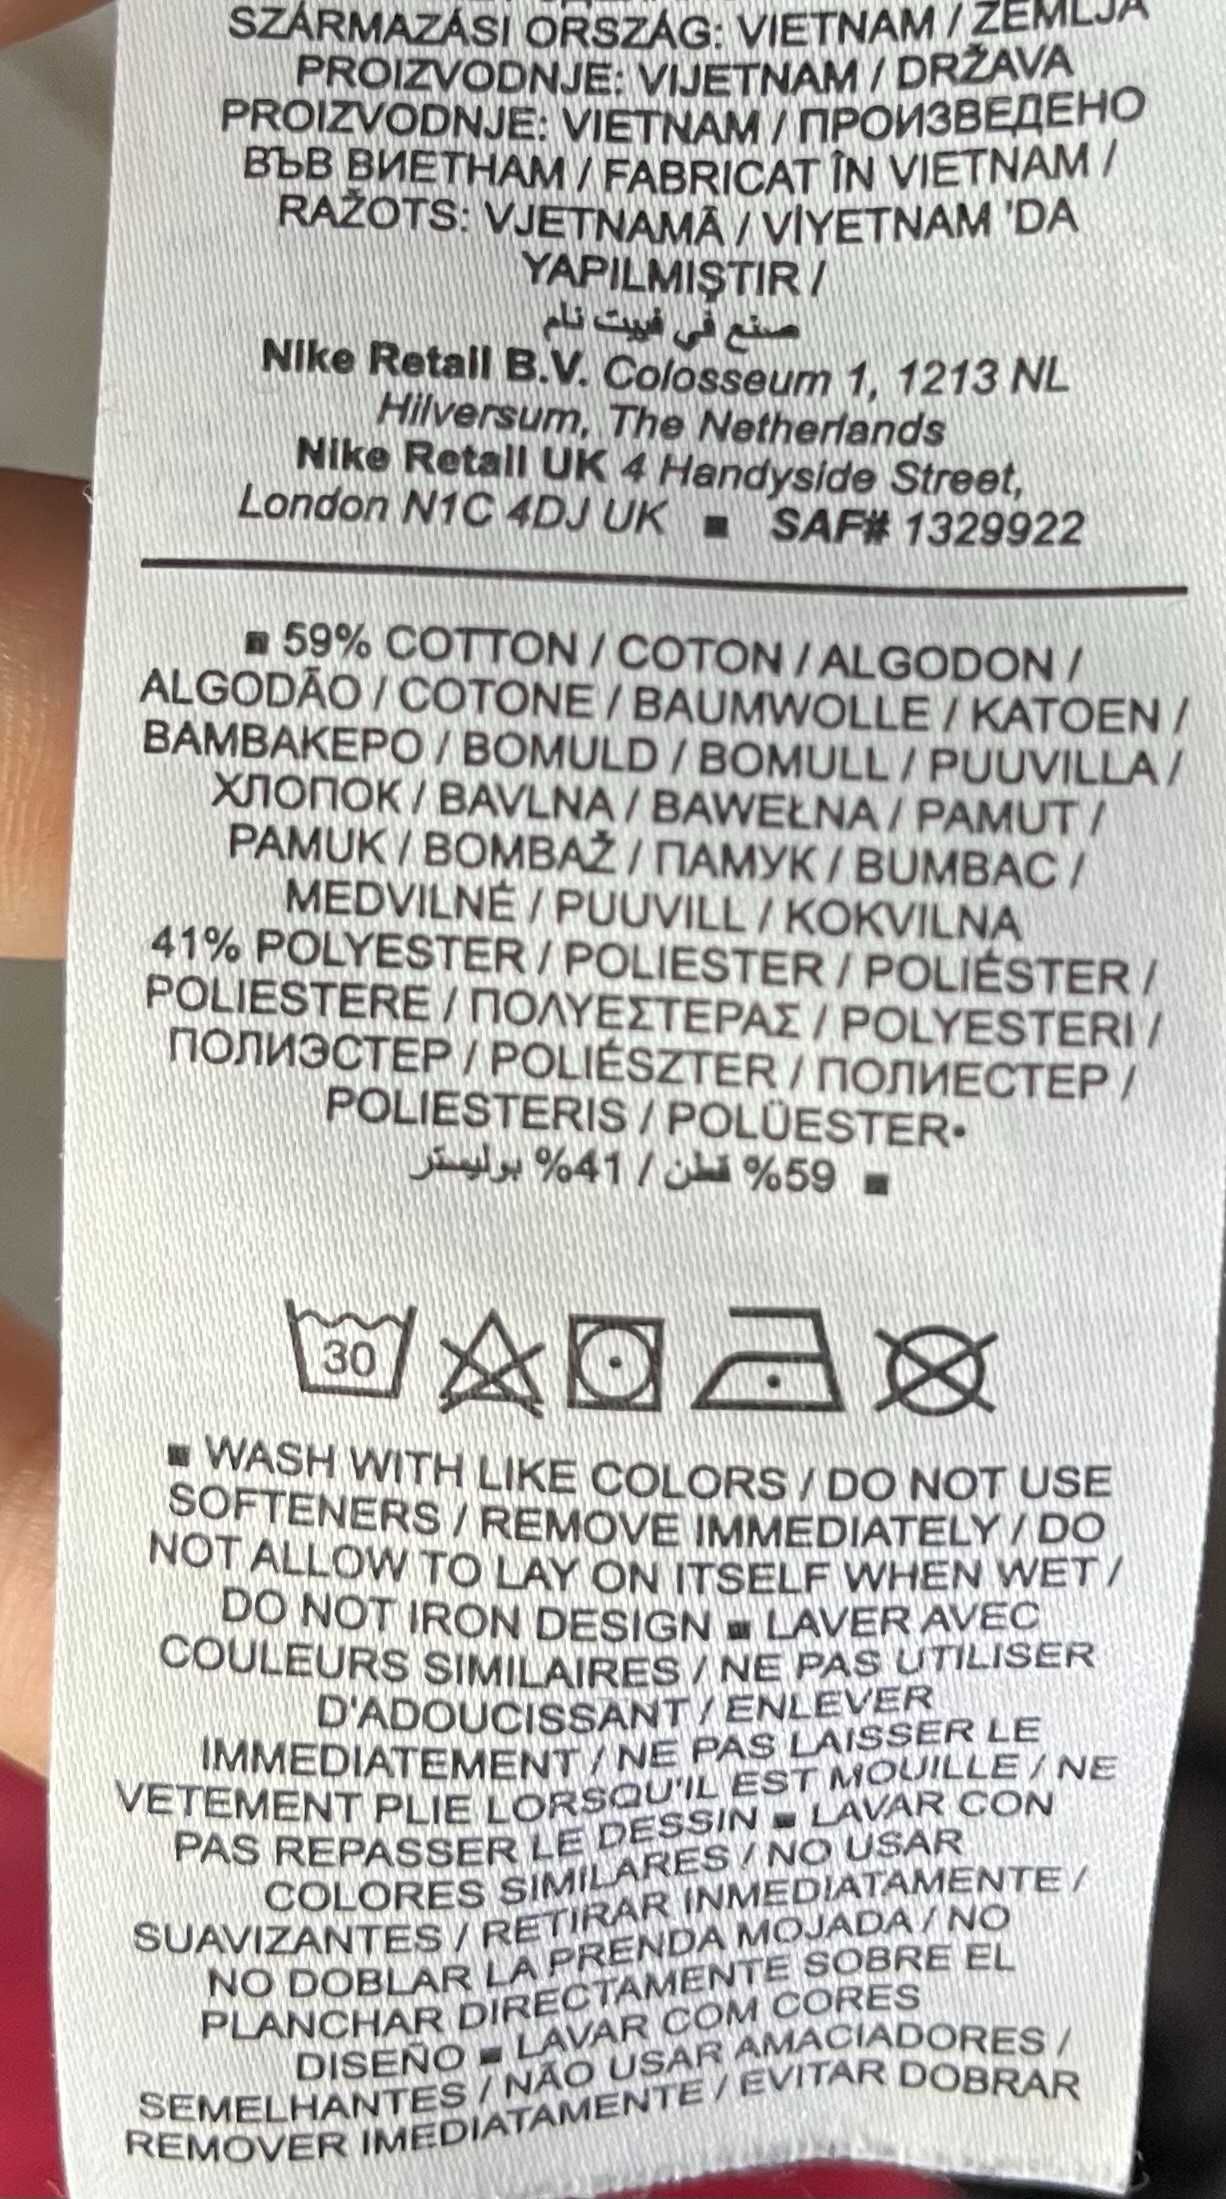 SZÁRMAZÁSI ORSZÁG: VIETNAM / ZEMLJA
PROIZVODNJE: VIJETNAM / DRŽAVA
PROIZVODNJE: VIETNAM / ПРОИЗВЕДЕНО
ВЪВ ВИЕТНАМ / FABRICAT ÎN VIETNAM /
RAŽOTS: VJETNAMĀ / VİYETNAM 'DA
YAPILMIŞTIR /
صنع في فييت نام
Nike Retail B.V. Colosseum 1, 1213 NL
Hilversum, The Netherlands
Nike Retail UK 4 Handyside Street,
London N1C 4DJ UK ■ SAF# 1329922
■ 59% COTTON / COTON / ALGODON /
ALGODÃO / COTONE / BAUMWOLLE / KATOEN /
ΒΑΜΒΑΚΕΡΟ / BOMULD / BOMULL / PUUVILLA /
ХЛОПОК / BAVLNA / BAWEŁNA / PAMUT /
PAMUK / BOMBAŽ / ПАМУК / BUMBAC /
MEDVILNĖ / PUUVILL / KOKVILNA
41% POLYESTER / POLIESTER / POLIÉSTER /
POLIESTERE / ΠΟΛΥΕΣΤΕΡΑΣ / POLYESTERI /
ПОЛИЭСТЕР / POLIÉSZTER / ПОЛИЕСТЕР /
POLIESTERIS / POLÜESTER•
■ 59% قطن / 41% بوليستر
30
■ WASH WITH LIKE COLORS / DO NOT USE
SOFTENERS / REMOVE IMMEDIATELY / DO
NOT ALLOW TO LAY ON ITSELF WHEN WET /
DO NOT IRON DESIGN ■ LAVER AVEC
COULEURS SIMILAIRES / NE PAS UTILISER
D'ADOUCISSANT / ENLEVER
IMMEDIATEMENT / NE PAS LAISSER LE
VETEMENT PLIE LORSQU'IL EST MOUILLE / NE
PAS REPASSER LE DESSIN ■ LAVAR CON
COLORES SIMILARES / NO USAR
SUAVIZANTES / RETIRAR INMEDIATAMENTE /
NO DOBLAR LA PRENDA MOJADA / NO
PLANCHAR DIRECTAMENTE SOBRE EL
DISEÑO ■ LAVAR COM CORES
SEMELHANTES / NÃO USAR AMACIADORES /
REMOVER IMEDIATAMENTE / EVITAR DOBRAR